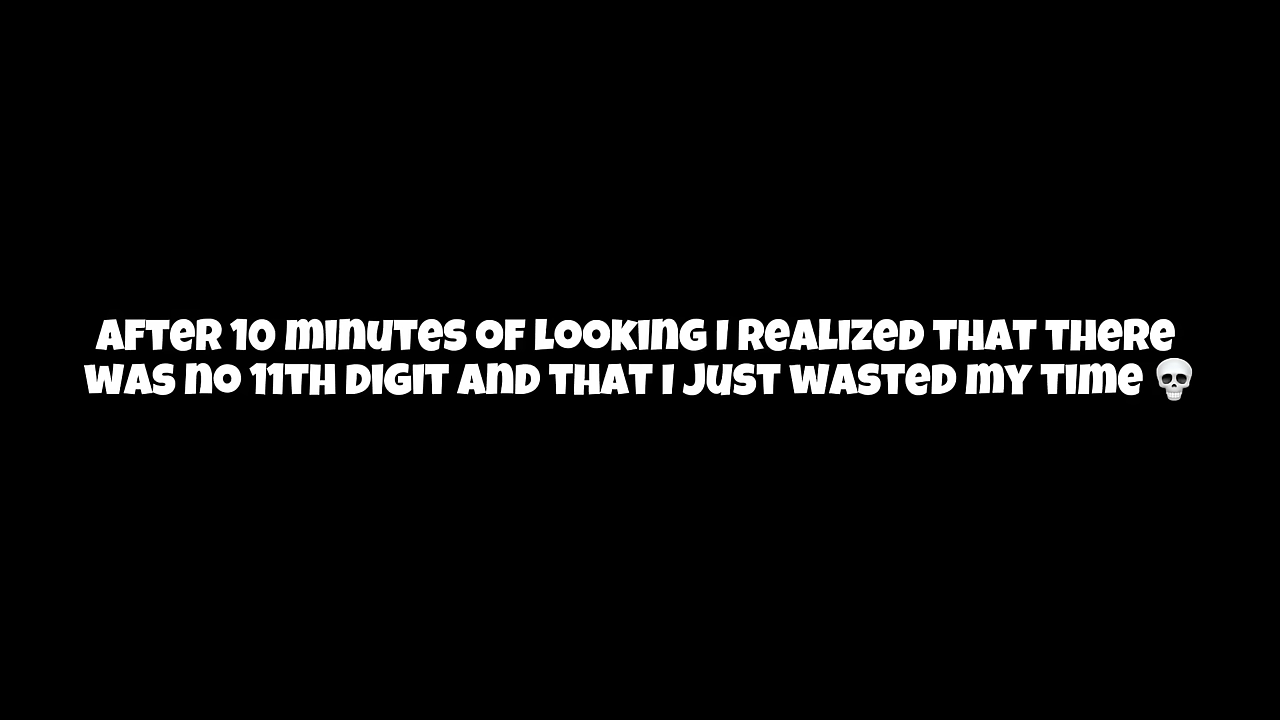 After 10 minutes of looking I realized that there
was no 11th digit and that I just wasted my time 💀